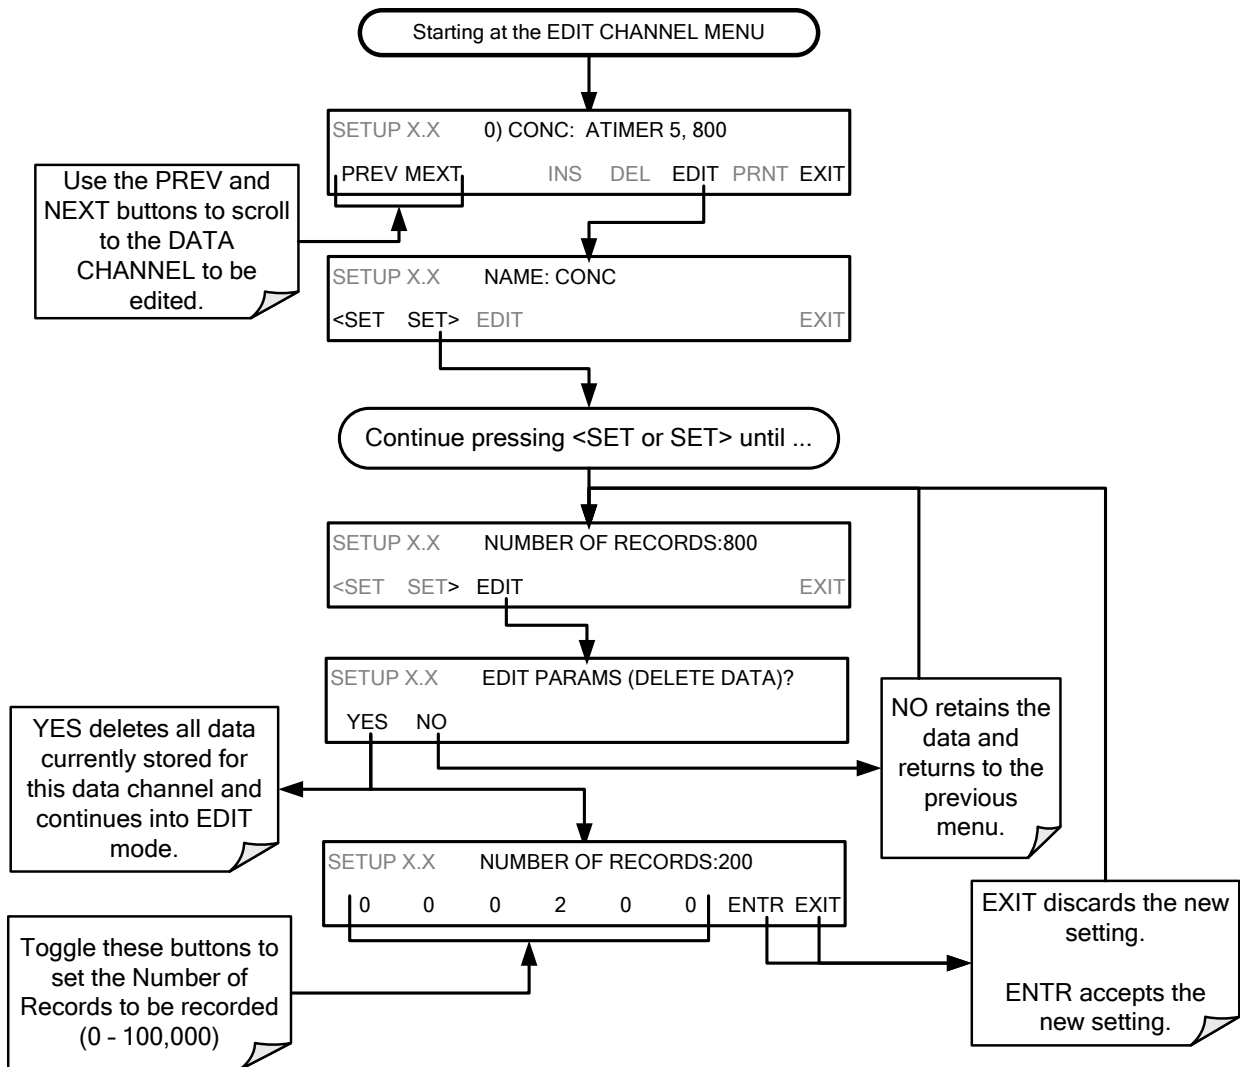 Starting at the EDIT CHANNEL MENU
SETUP X.X 0) CONC: ATIMER 5, 800
PREV MEXT INS DEL EDIT PRNT EXIT
Use the PREV and
NEXT buttons to scroll
to the DATA
CHANNEL to be
edited.
SETUP X.X NAME: CONC
<SET SET> EDIT EXIT
Continue pressing <SET or SET> until ...
SETUP X.X NUMBER OF RECORDS:800
<SET SET> EDIT EXIT
SETUP X.X EDIT PARAMS (DELETE DATA)?
YES NO
NO retains the
data and
returns to the
previous
menu.
YES deletes all data
currently stored for
this data channel and
continues into EDIT
mode.
SETUP X.X NUMBER OF RECORDS:200
0 0 0 2 0 0 ENTR EXIT
EXIT discards the new
setting.
ENTR accepts the
new setting.
Toggle these buttons to
set the Number of
Records to be recorded
(0 – 100,000)